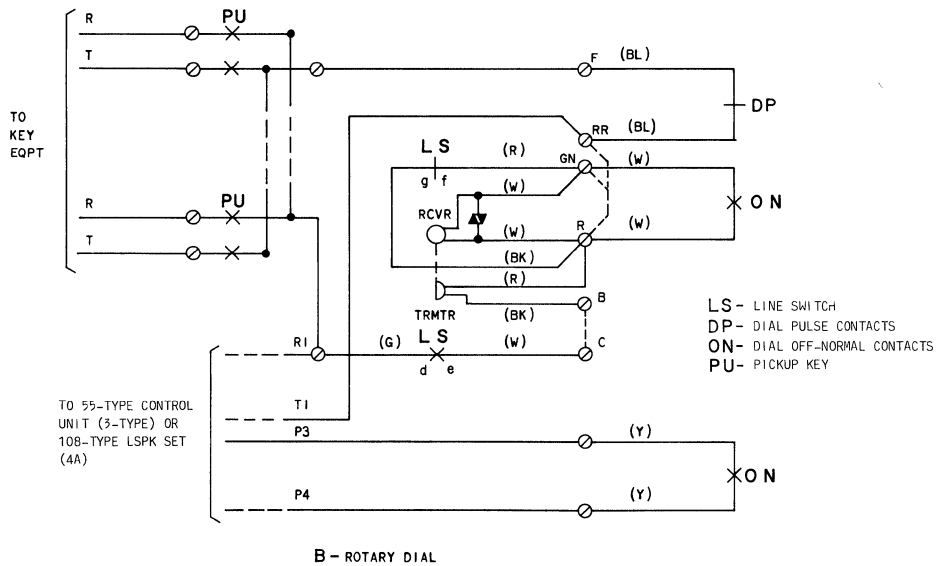 PU
R
T
TO
KEY
EQPT
R
PU
T
F (BL)
DP
RR (BL)
LS
g f
(R)
GN (W)
(W)
ON
RCVR
(W)
R (W)
(BK)
(R)
B
TRMTR
(BK)
R1 (G) LS (W) C
d e
LS- LINE SWITCH
DP- DIAL PULSE CONTACTS
ON- DIAL OFF-NORMAL CONTACTS
PU- PICKUP KEY
TO 55-TYPE CONTROL
UNIT (3-TYPE) OR
108-TYPE LSPK SET
(4A)
T1
P3 (Y)
ON
P4 (Y)
B - ROTARY DIAL